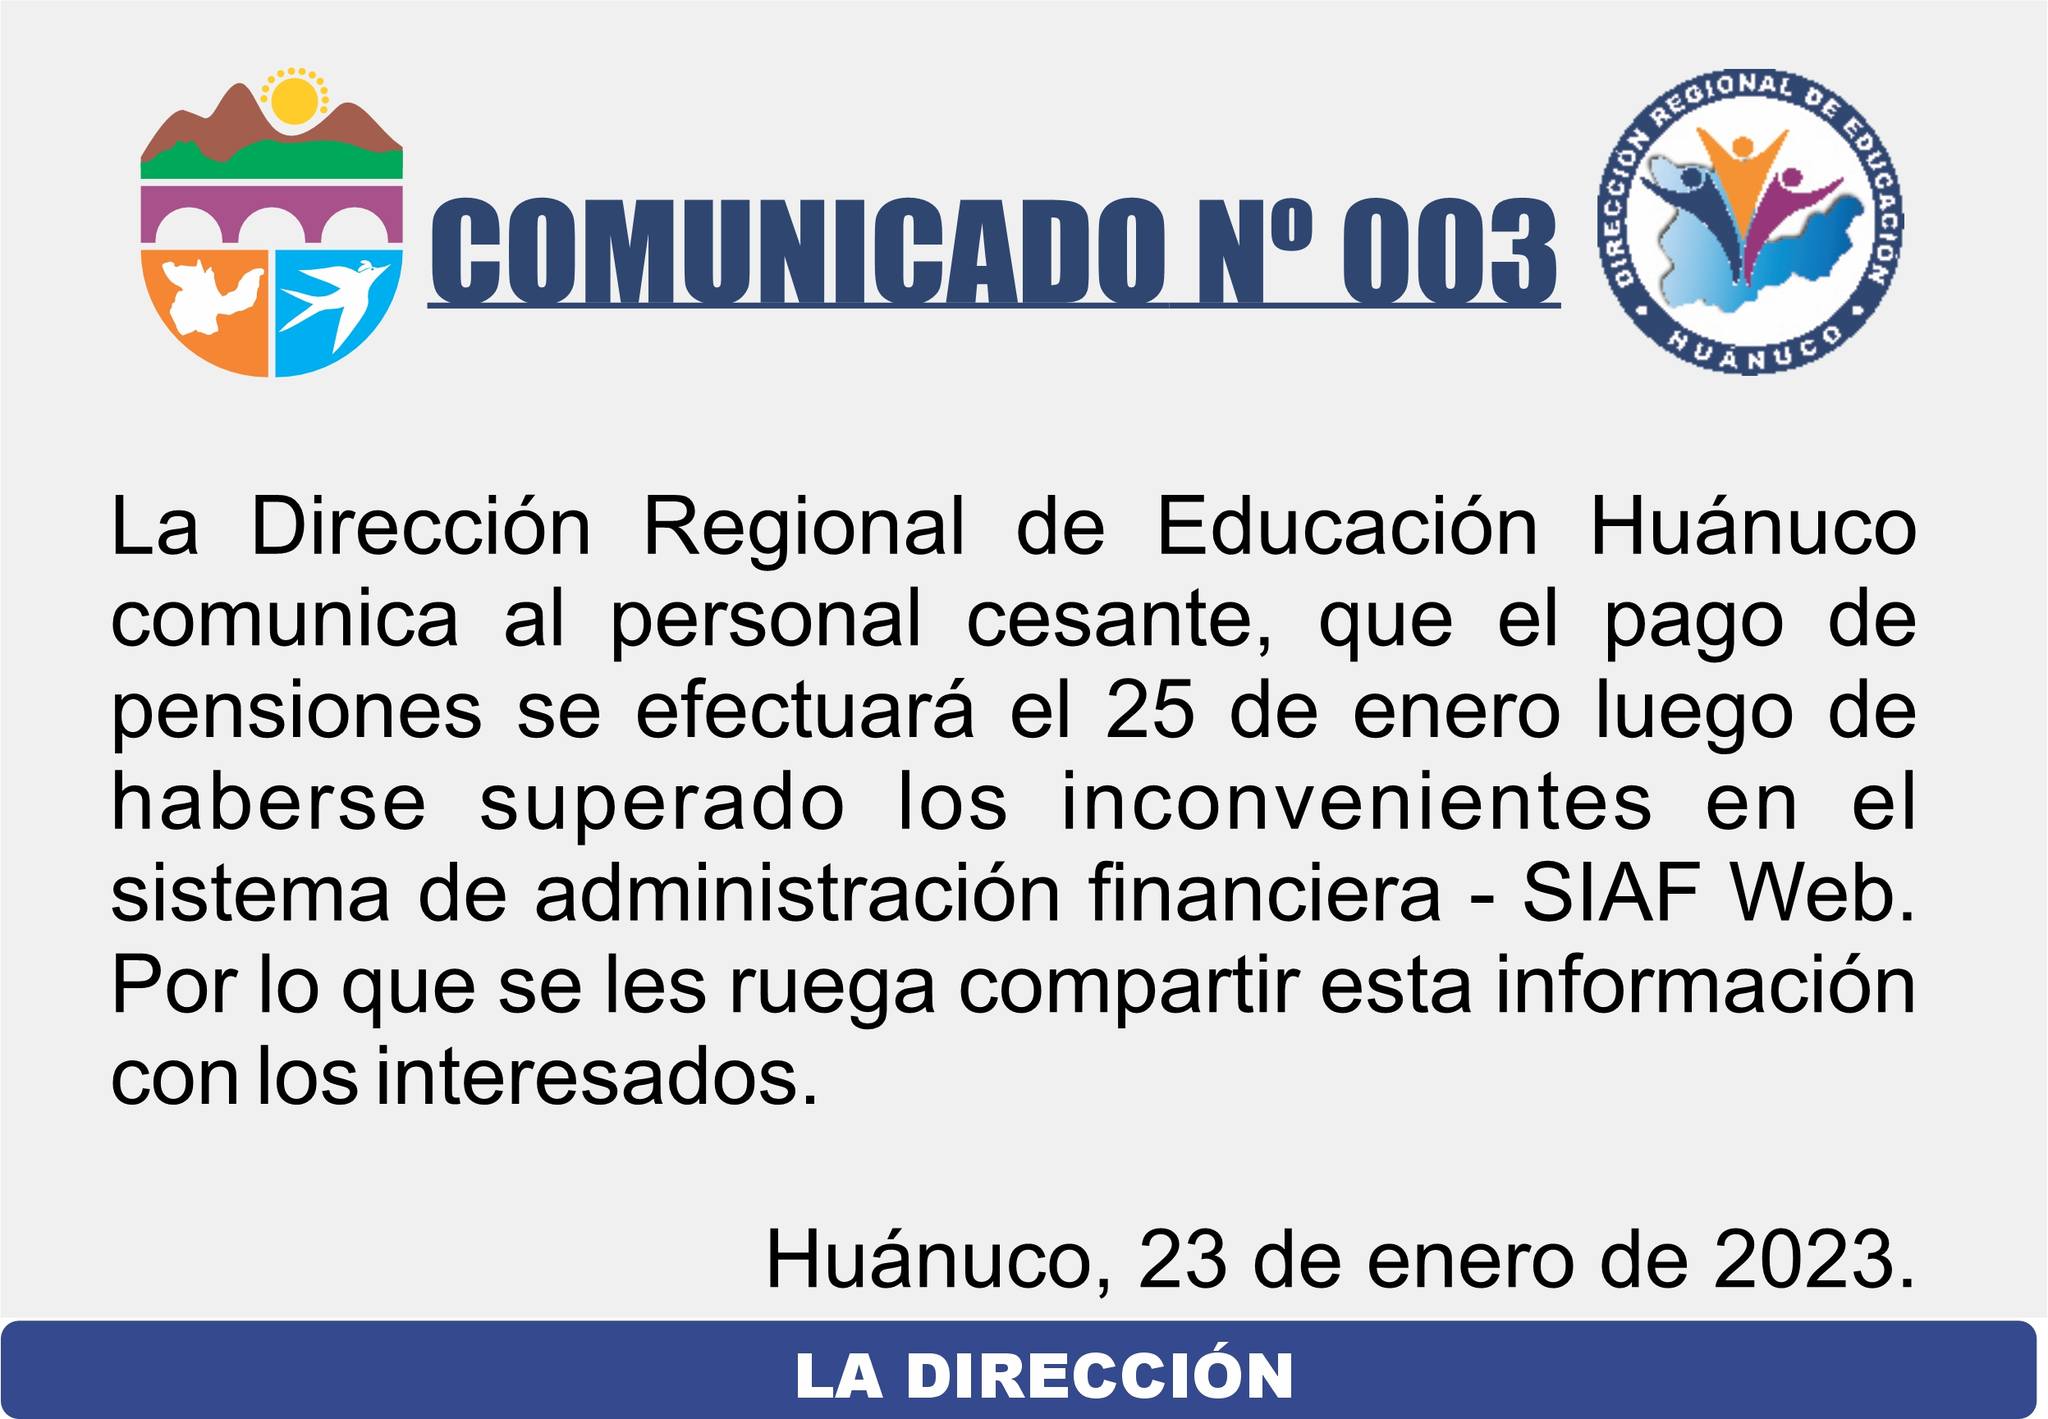 COMUNICADO Nº 003
DIRECCIÓN REGIONAL DE EDUCACIÓN
HUÁNUCO
La Dirección Regional de Educación Huánuco
comunica al personal cesante, que el pago de
pensiones se efectuará el 25 de enero luego de
haberse superado los inconvenientes en el
sistema de administración financiera - SIAF Web.
Por lo que se les ruega compartir esta información
con los interesados.
Huánuco, 23 de enero de 2023.
LA DIRECCIÓN